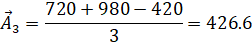 A⃗₃ = (720 + 980 − 420) / 3 = 426.6